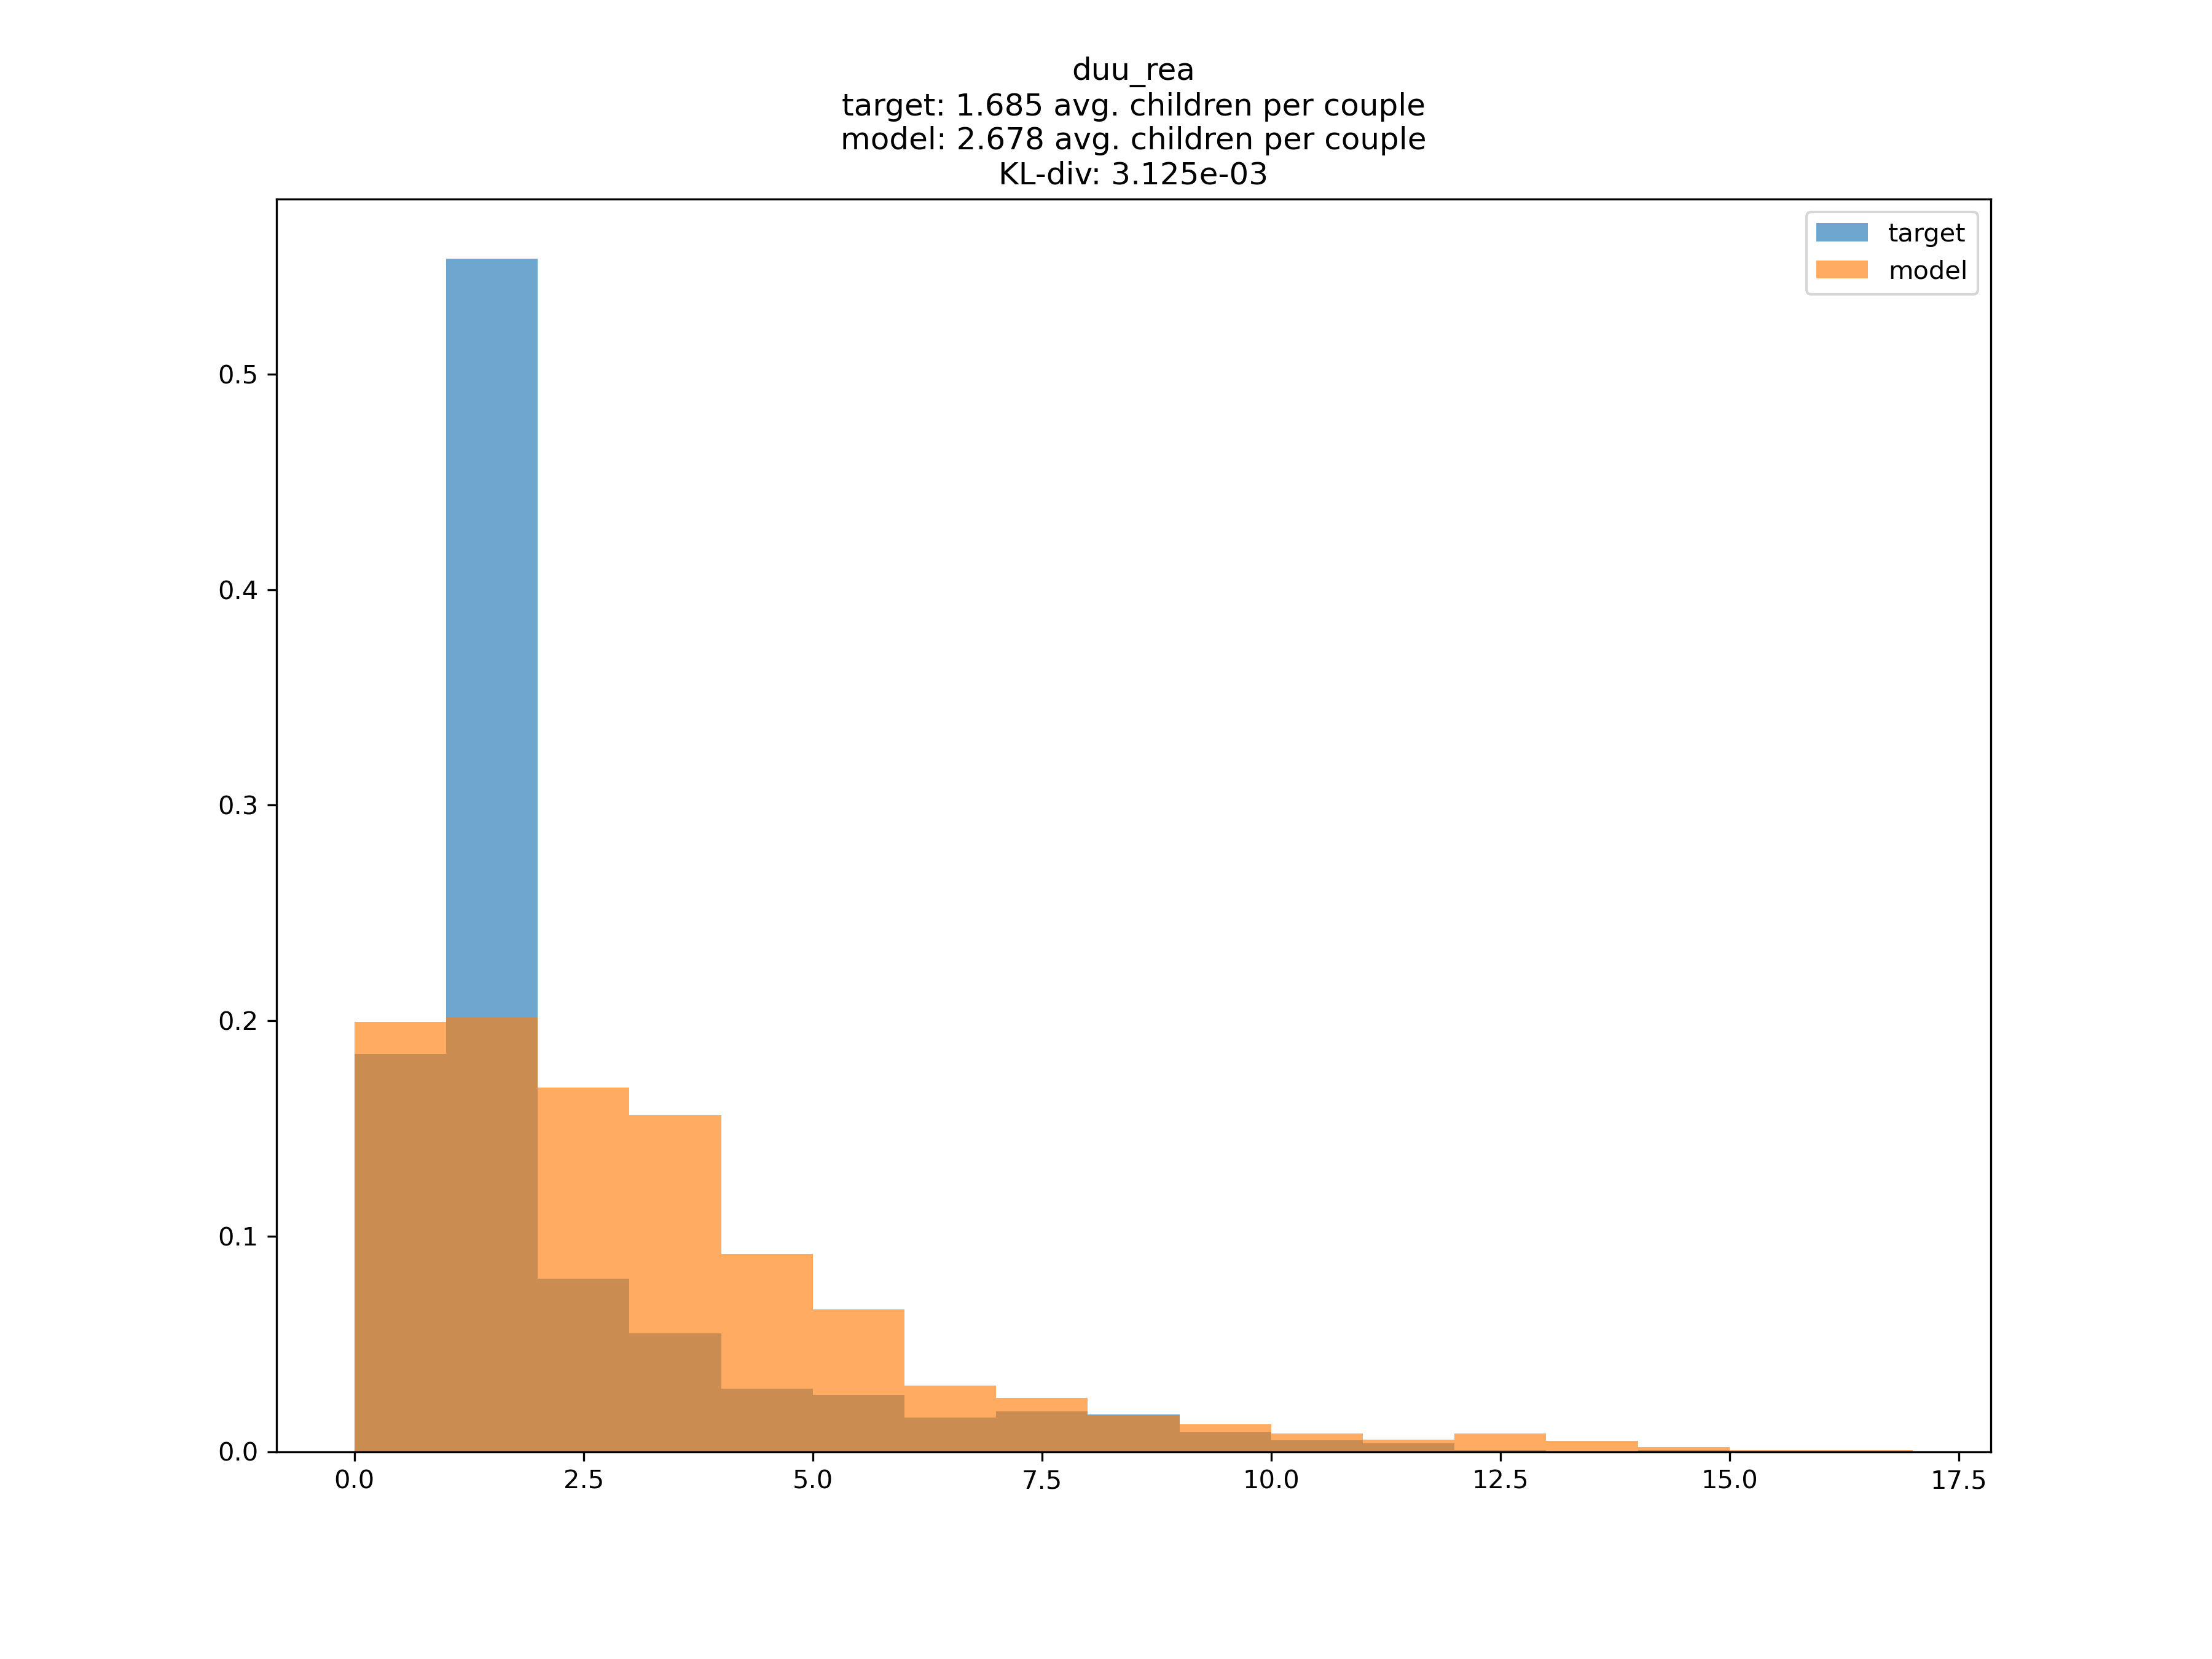 duu_rea
target: 1.685 avg. children per couple
model: 2.678 avg. children per couple
KL-div: 3.125e-03
target
model
0.5
0.4
0.3
0.2
0.1
0.0
0.0 2.5 5.0 7.5 10.0 12.5 15.0 17.5